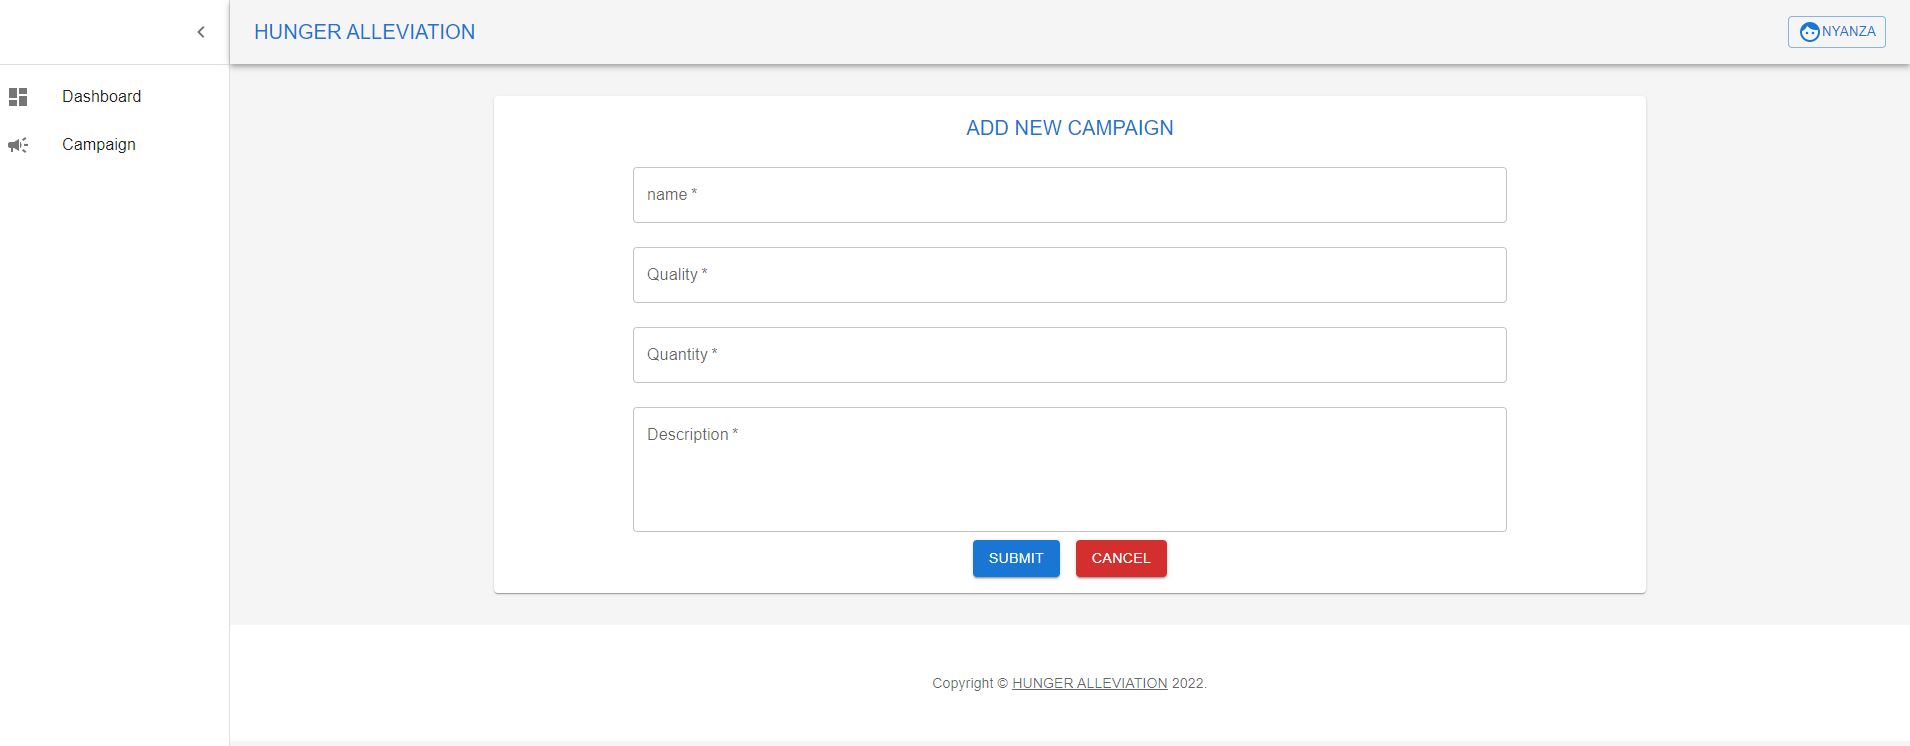 HUNGER ALLEVIATION
NYANZA
Dashboard
Campaign
ADD NEW CAMPAIGN
name *
Quality *
Quantity *
Description *
SUBMIT
CANCEL
Copyright © HUNGER ALLEVIATION 2022.